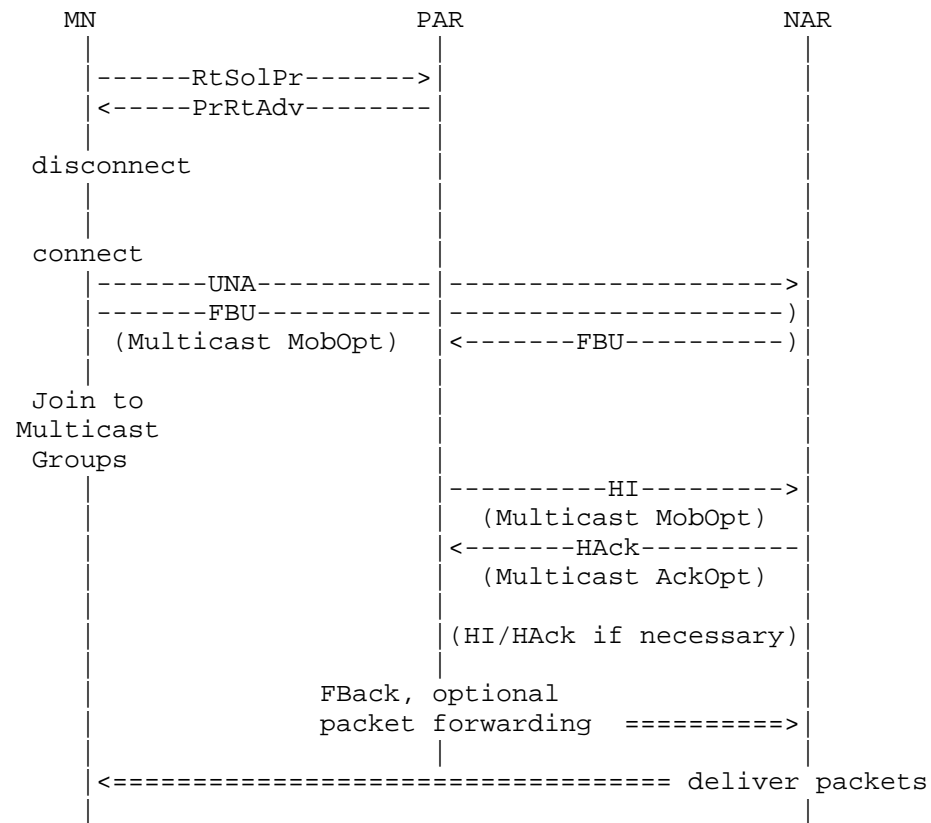 MN PAR NAR
------RtSolPr------->
<-----PrRtAdv--------
disconnect
connect
-------UNA-----------|--------------------->
-------FBU-----------|---------------------)
(Multicast MobOpt) |<-------FBU----------)
Join to
Multicast
Groups
----------HI--------->
(Multicast MobOpt)
<-------HAck----------
(Multicast AckOpt)
(HI/HAck if necessary)
FBack, optional
packet forwarding ==========>
<=================================== deliver packets